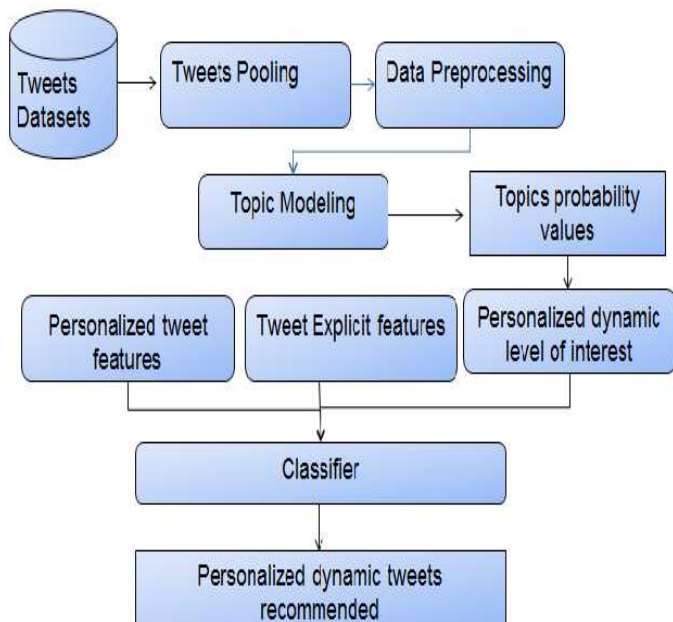 Tweets
Datasets
Tweets Pooling
Data Preprocessing
Topic Modeling
Topics probability
values
Personalized tweet
features
Tweet Explicit features
Personalized dynamic
level of interest
Classifier
Personalized dynamic tweets
recommended